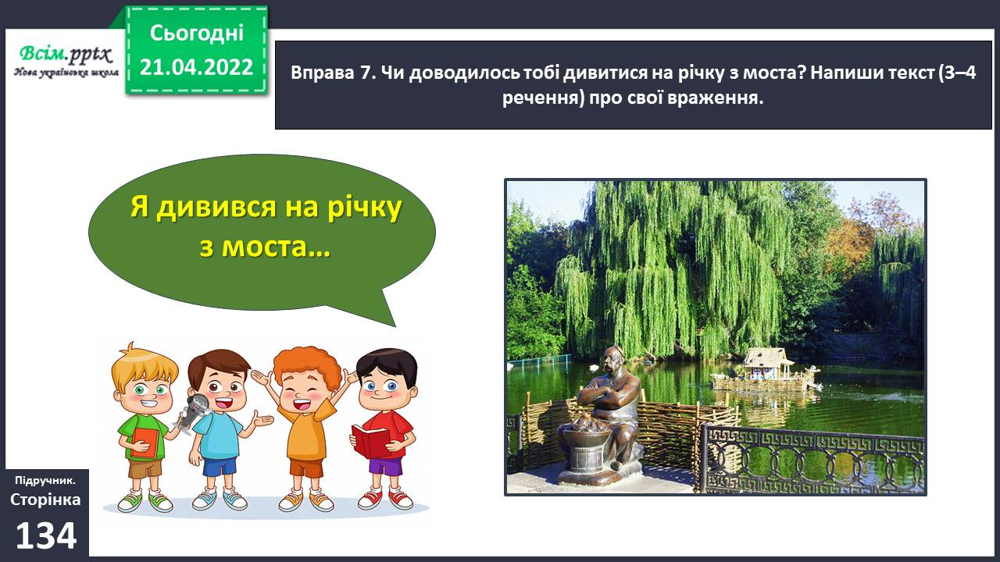 Всім.pptx
Нова українська школа
Сьогодні
21.04.2022
Вправа 7. Чи доводилось тобі дивитися на річку з моста? Напиши текст (3–4
речення) про свої враження.
Я дивився на річку
з моста...
Підручник.
Сторінка
134